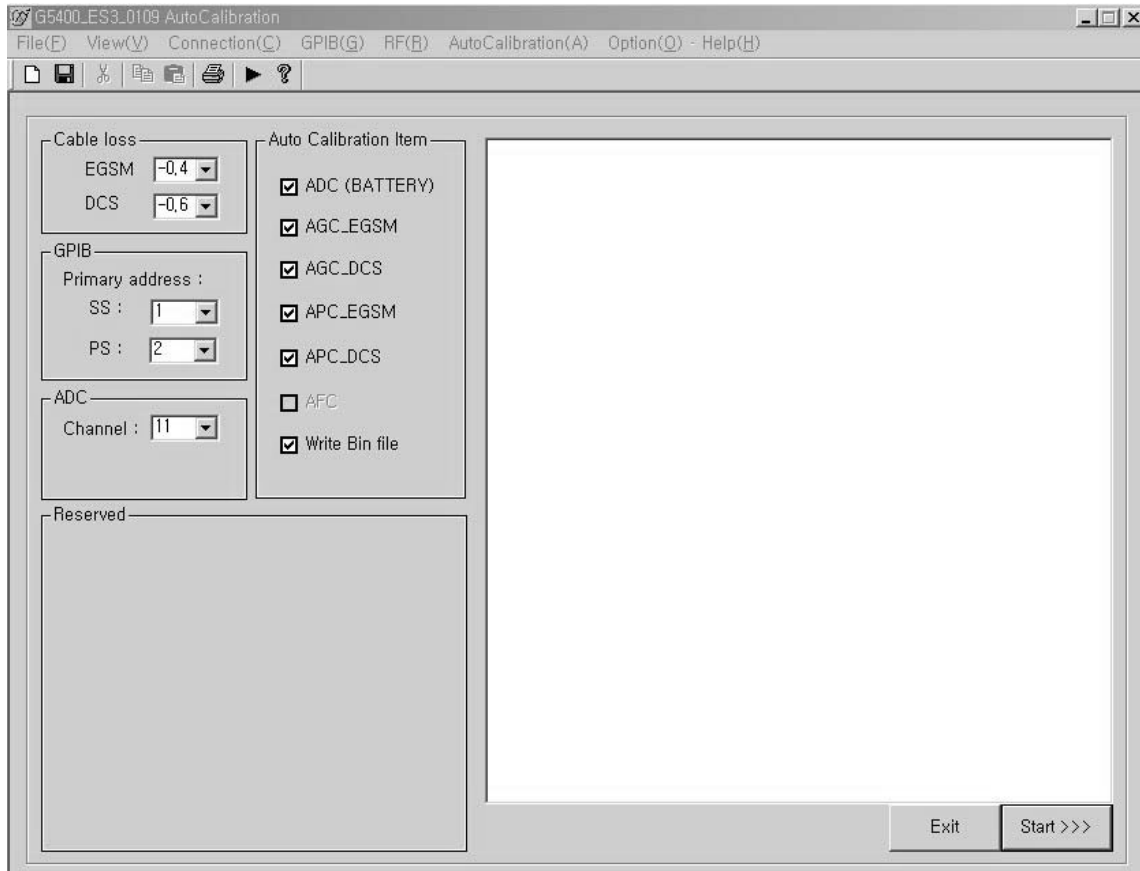 G5400_ES3_0109 AutoCalibration
File(F) View(V) Connection(C) GPIB(G) RF(R) AutoCalibration(A) Option(O) - Help(H)
Cable loss
EGSM -0,4
DCS -0,6
GPIB
Primary address :
SS : 1
PS : 2
ADC
Channel : 11
Auto Calibration Item
ADC (BATTERY)
AGC_EGSM
AGC_DCS
APC_EGSM
APC_DCS
AFC
Write Bin file
Reserved
Exit
Start >>>